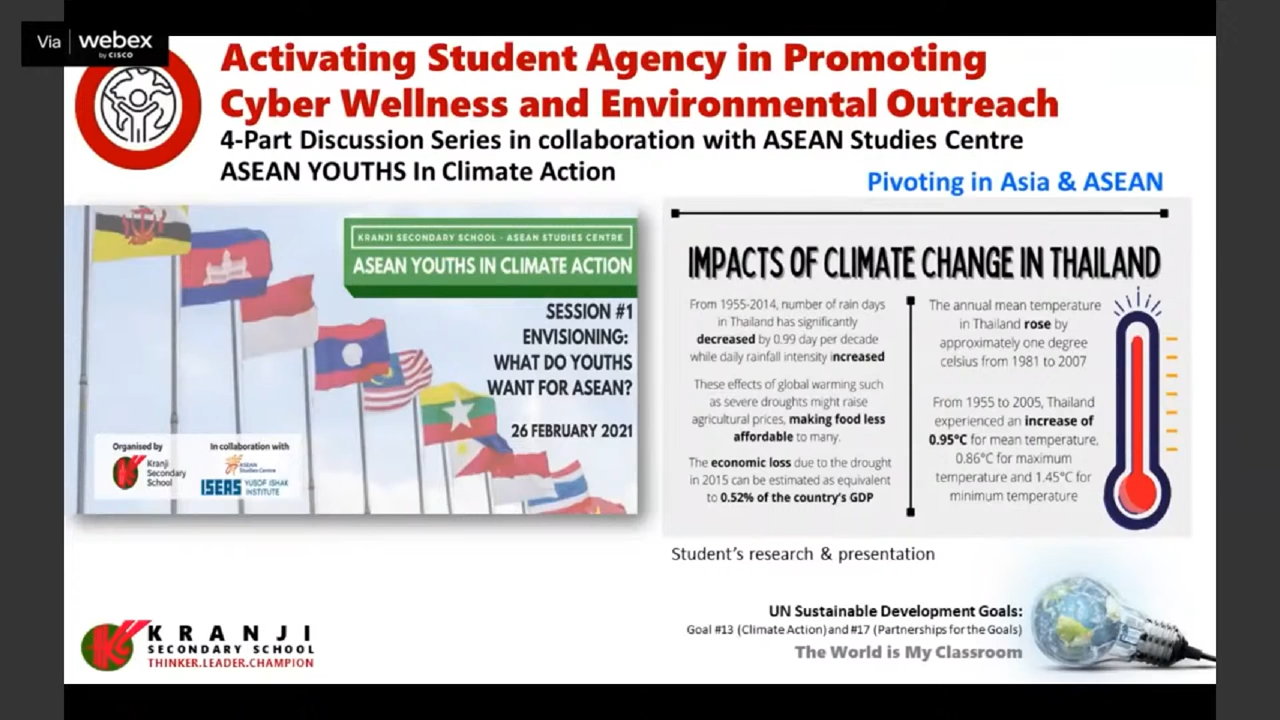 Via webex
by CISCO
Activating Student Agency in Promoting
Cyber Wellness and Environmental Outreach
4-Part Discussion Series in collaboration with ASEAN Studies Centre
ASEAN YOUTHS In Climate Action
Pivoting in Asia & ASEAN
KRANJI SECONDARY SCHOOL - ASEAN STUDIES CENTRE
ASEAN YOUTHS IN CLIMATE ACTION
SESSION #1
ENVISIONING:
WHAT DO YOUTHS
WANT FOR ASEAN?
26 FEBRUARY 2021
Organised by
Kranji
Secondary
School
In collaboration with
ASEAN
Studies Centre
ISEAS YUSOF ISHAK
INSTITUTE
IMPACTS OF CLIMATE CHANGE IN THAILAND
From 1955-2014, number of rain days
in Thailand has significantly
decreased by 0.99 day per decade
while daily rainfall intensity increased
These effects of global warming such
as severe droughts might raise
agricultural prices, making food less
affordable to many.
The economic loss due to the drought
in 2015 can be estimated as equivalent
to 0.52% of the country's GDP
The annual mean temperature
in Thailand rose by
approximately one degree
celsius from 1981 to 2007
From 1955 to 2005, Thailand
experienced an increase of
0.95°C for mean temperature,
0.86°C for maximum
temperature and 1.45°C for
minimum temperature
Student's research & presentation
UN Sustainable Development Goals:
Goal #13 (Climate Action) and #17 (Partnerships for the Goals)
The World is My Classroom
KRANJI
SECONDARY SCHOOL
THINKER.LEADER.CHAMPION